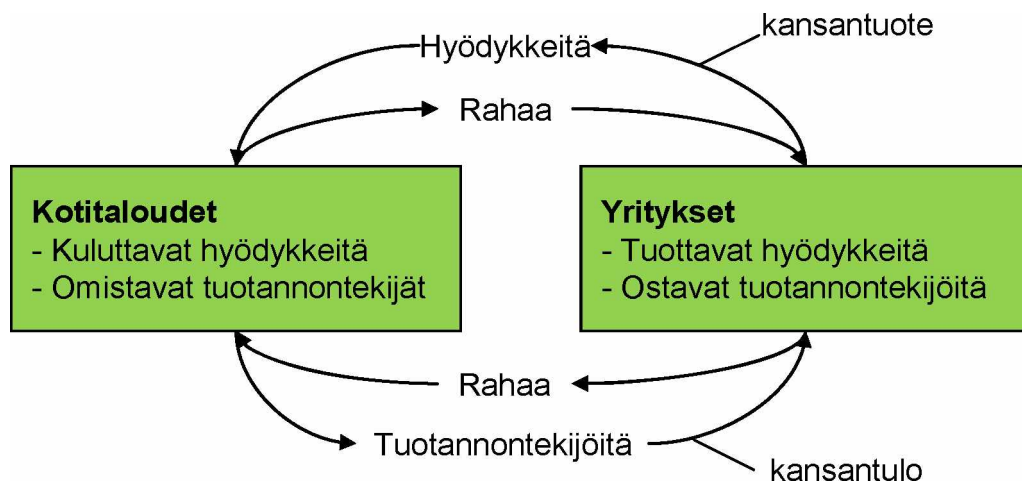 kansantuote
Hyödykkeitä
Rahaa
Kotitaloudet
- Kuluttavat hyödykkeitä
- Omistavat tuotannontekijät
Yritykset
- Tuottavat hyödykkeitä
- Ostavat tuotannontekijöitä
Rahaa
Tuotannontekijöitä
kansantulo